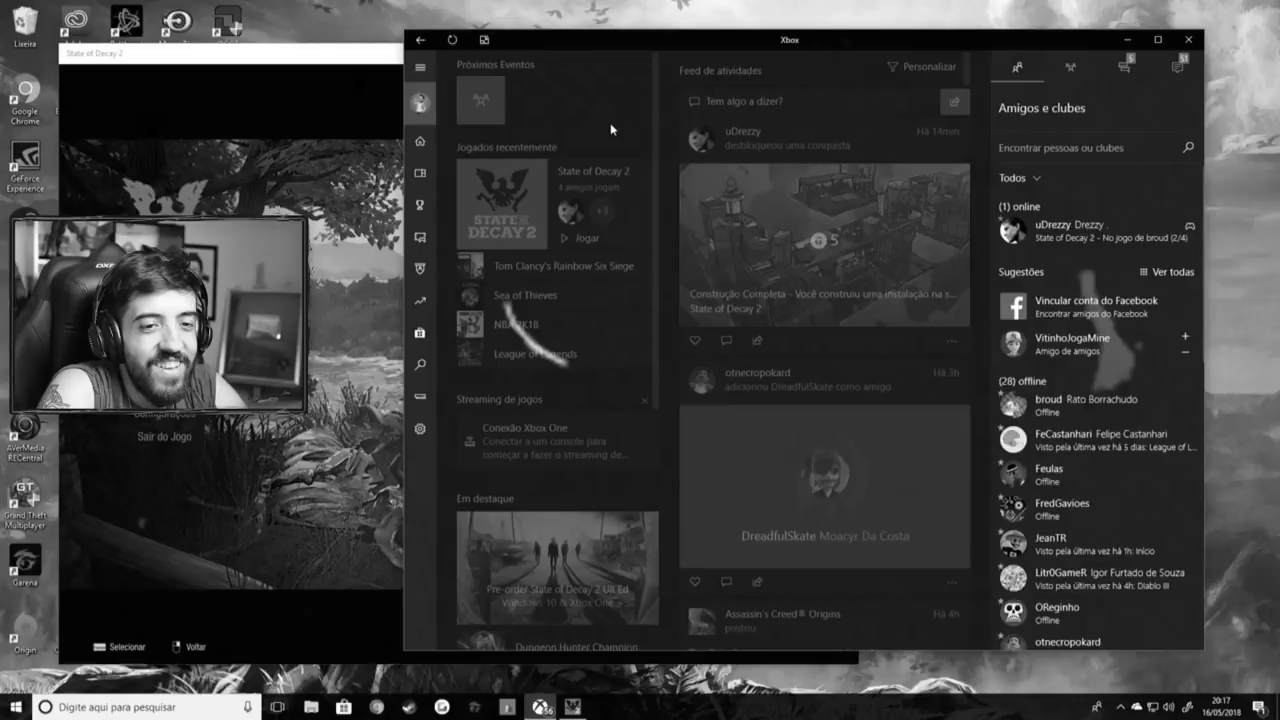 Lixeira
State of Decay 2
Google
Chrome
GeForce
Experience
DXR
Configurações
Sair do Jogo
AVerMedia
RECentral
Grand Theft
Multiplayer
Garena
Origin
Selecionar
Voltar
Xbox
Próximos Eventos
Jogados recentemente
STATE OF
DECAY 2
State of Decay 2
4 amigos jogam
+3
Jogar
Tom Clancy's Rainbow Six Siege
Sea of Thieves
NBA 2K18
League of Legends
Streaming de jogos
Conexão Xbox One
Conectar a um console para
começar a fazer o streaming de...
Em destaque
Pre-order State of Decay 2 Ult Ed
Windows 10 & Xbox One
Dungeon Hunter Champion
Feed de atividades
Personalizar
Tem algo a dizer?
uDrezzy
Há 14min
desbloqueou uma conquista
5
Construção Completa - Você construiu uma instalação na s...
State of Decay 2
otnecropokard
Há 3h
adicionou DreadfulSkate como amigo
DreadfulSkate Moacyr Da Costa
Assassin's Creed® Origins
Há 4h
postou
5
51
Amigos e clubes
Encontrar pessoas ou clubes
Todos
(1) online
uDrezzy Drezzy .
State of Decay 2 - No jogo de broud (2/4)
Sugestões
Ver todas
Vincular conta do Facebook
Encontrar amigos do Facebook
VitinhoJogaMine
Amigo de amigos
(28) offline
broud Rato Borrachudo
Offline
FeCastanhari Felipe Castanhari
Visto pela última vez há 5 dias: League of L...
Feulas
Offline
FredGavioes
Offline
JeanTR
Visto pela última vez há 1h: Início
Litr0GameR Igor Furtado de Souza
Visto pela última vez há 4h: Diablo III
OReginho
Offline
otnecropokard
Digite aqui para pesquisar
56
20:17
16/05/2018
1